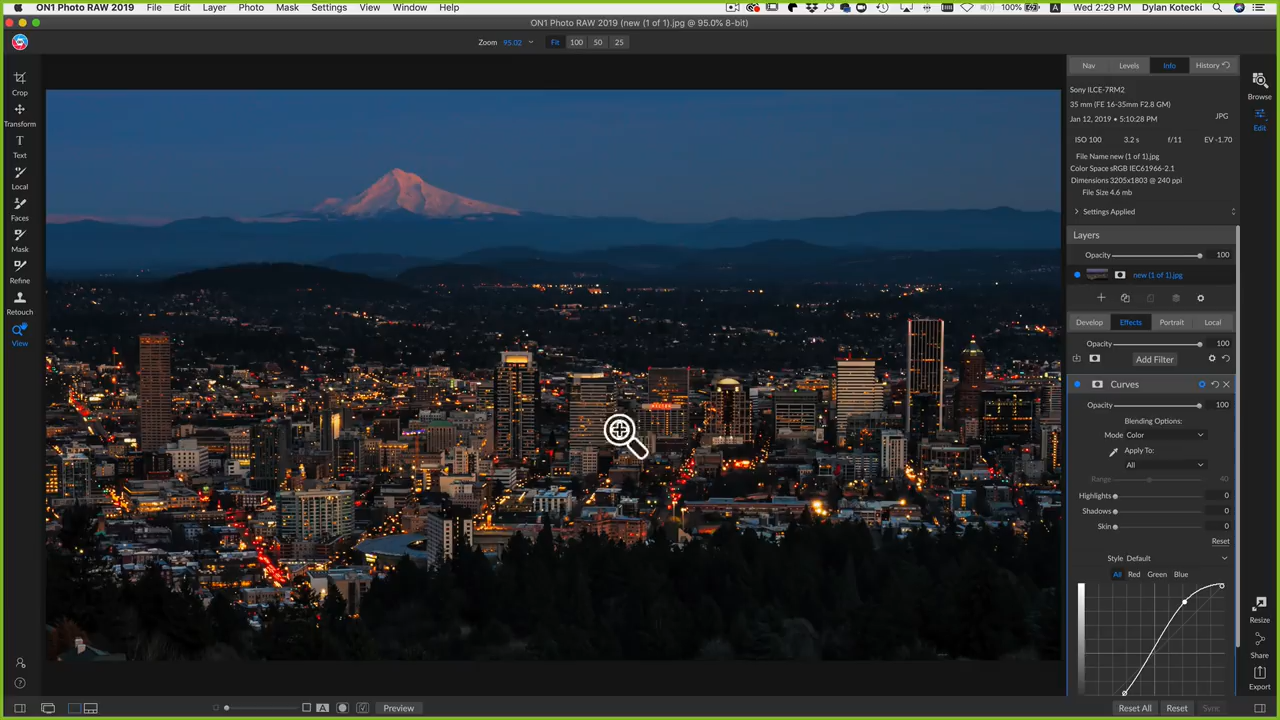 ON1 Photo RAW 2019 File Edit Layer Photo Mask Settings View Window Help 100% Wed 2:29 PM Dylan Kotecki
ON1 Photo RAW 2019 (new (1 of 1).jpg @ 95.0% 8-bit)
Zoom 95.02 Fit 100 50 25
Crop
Transform
Text
Local
Faces
Mask
Refine
Retouch
View
Nav Levels Info History
Sony ILCE-7RM2
35 mm (FE 16-35mm F2.8 GM)
Jan 12, 2019 • 5:10:28 PM JPG
ISO 100 3.2 s f/11 EV -1.70
File Name new (1 of 1).jpg
Color Space sRGB IEC61966-2.1
Dimensions 3205x1803 @ 240 ppi
File Size 4.6 mb
Settings Applied
Layers
Opacity 100
new (1 of 1).jpg
Develop Effects Portrait Local
Opacity 100
Add Filter
Curves
Opacity 100
Blending Options:
Mode Color
Apply To:
All
Range 40
Highlights 0
Shadows 0
Skin 0
Reset
Style Default
All Red Green Blue
Browse
Edit
Resize
Share
Export
A Preview
Reset All Reset Sync